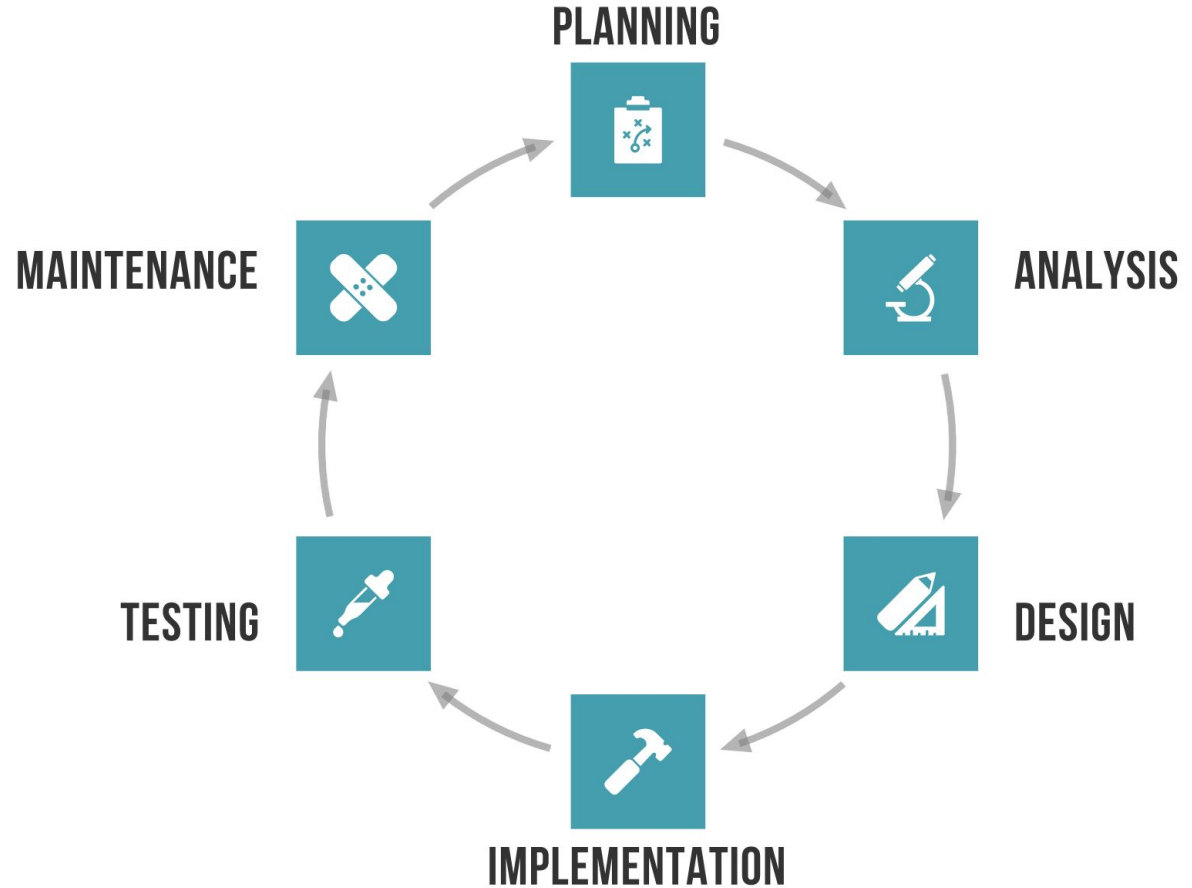 PLANNING
ANALYSIS
DESIGN
IMPLEMENTATION
TESTING
MAINTENANCE